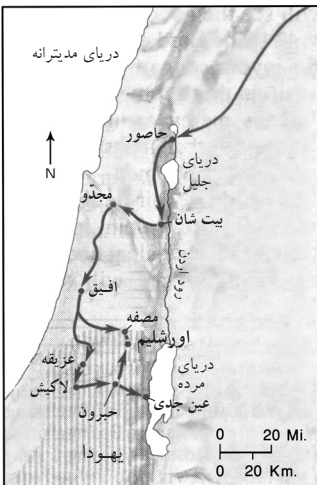 دریای مدیترانه
N
حاصور
دریای
جلیل
مجدّو
بیت شان
رود اردن
افیق
مصفه
اورشلیم
دریای
مرده
عزیقه
لاکیش
حبرون
عین جدی
یهودا
0 20 Mi.
0 20 Km.